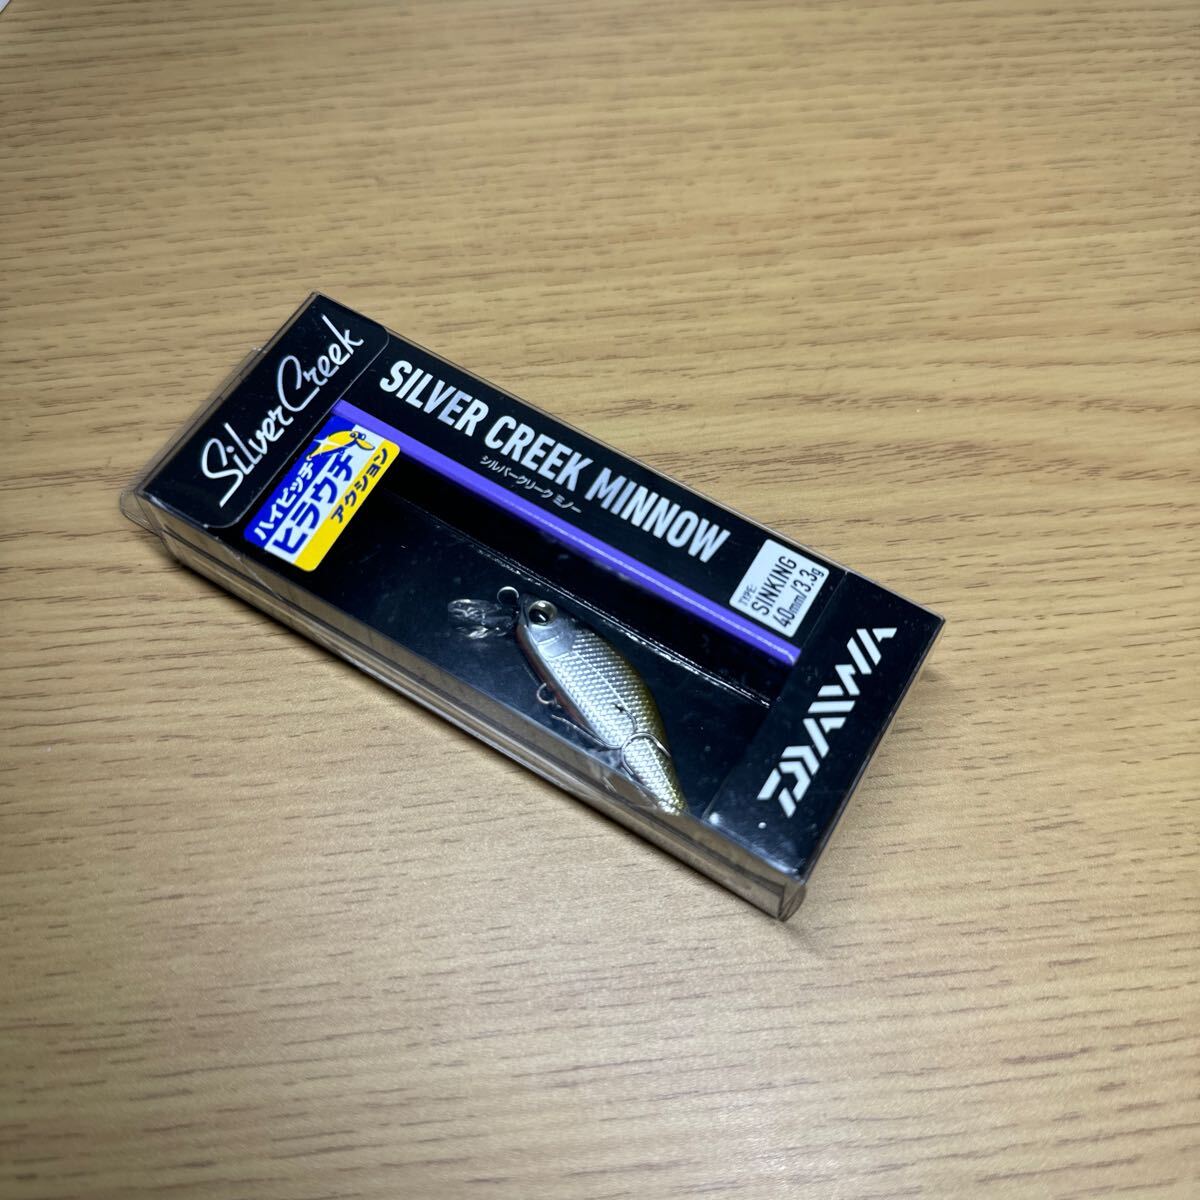 Silver Creek
ハイピッチ
ヒラウチ
アクション
SILVER CREEK MINNOW
シルバークリーク ミノー
TYPE:
SINKING
40mm/3.3g
DAIWA